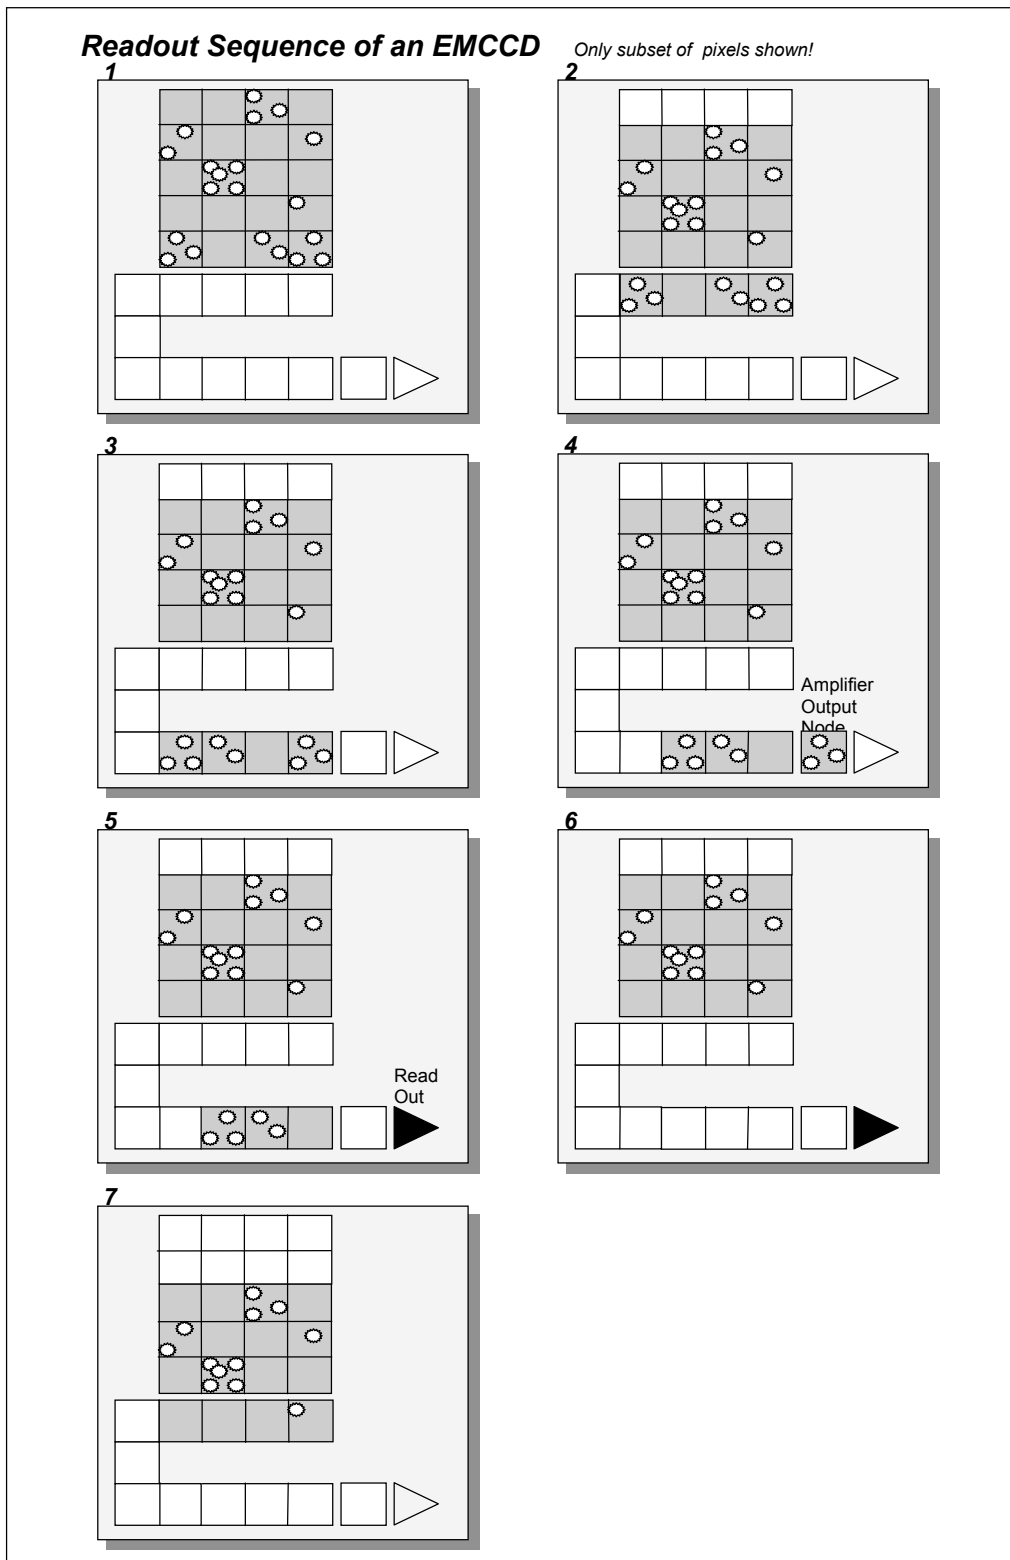 Readout Sequence of an EMCCD Only subset of pixels shown!
1
2
3
4
Amplifier
Output
Node
5
6
Read
Out
7